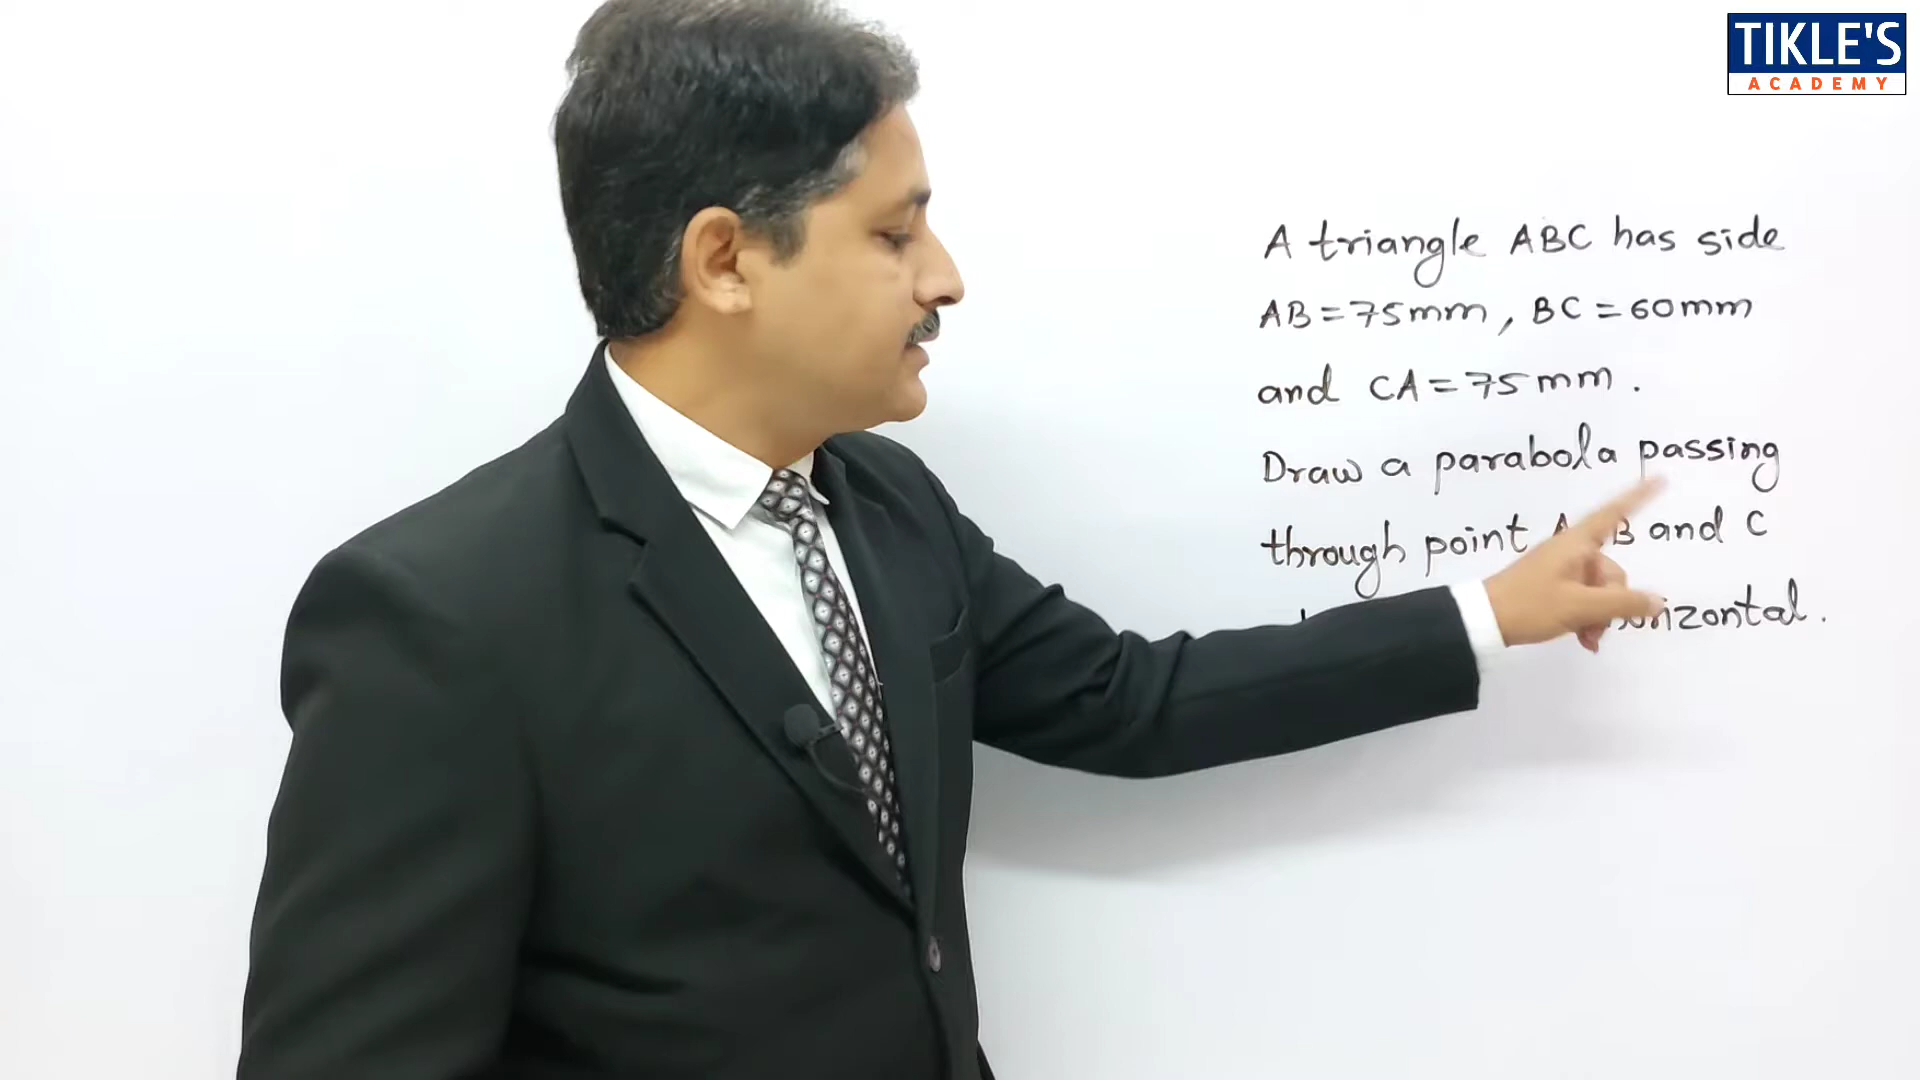 TIKLE'S
ACADEMY
A triangle ABC has side
AB = 75mm, BC = 60mm
and CA = 75mm.
Draw a parabola passing
through point B and C
horizontal.